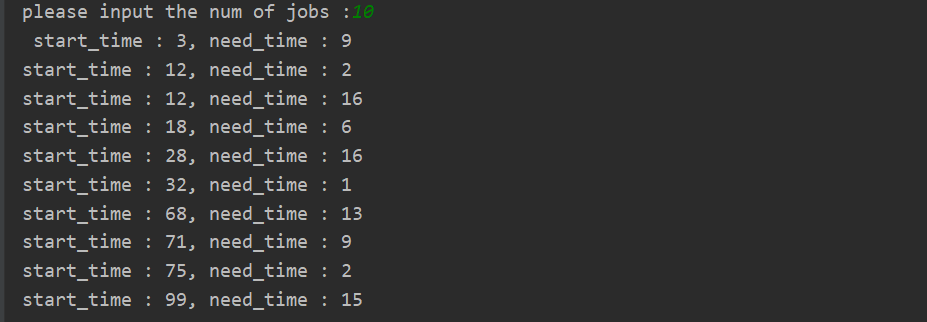 please input the num of jobs :10
start_time : 3, need_time : 9
start_time : 12, need_time : 2
start_time : 12, need_time : 16
start_time : 18, need_time : 6
start_time : 28, need_time : 16
start_time : 32, need_time : 1
start_time : 68, need_time : 13
start_time : 71, need_time : 9
start_time : 75, need_time : 2
start_time : 99, need_time : 15